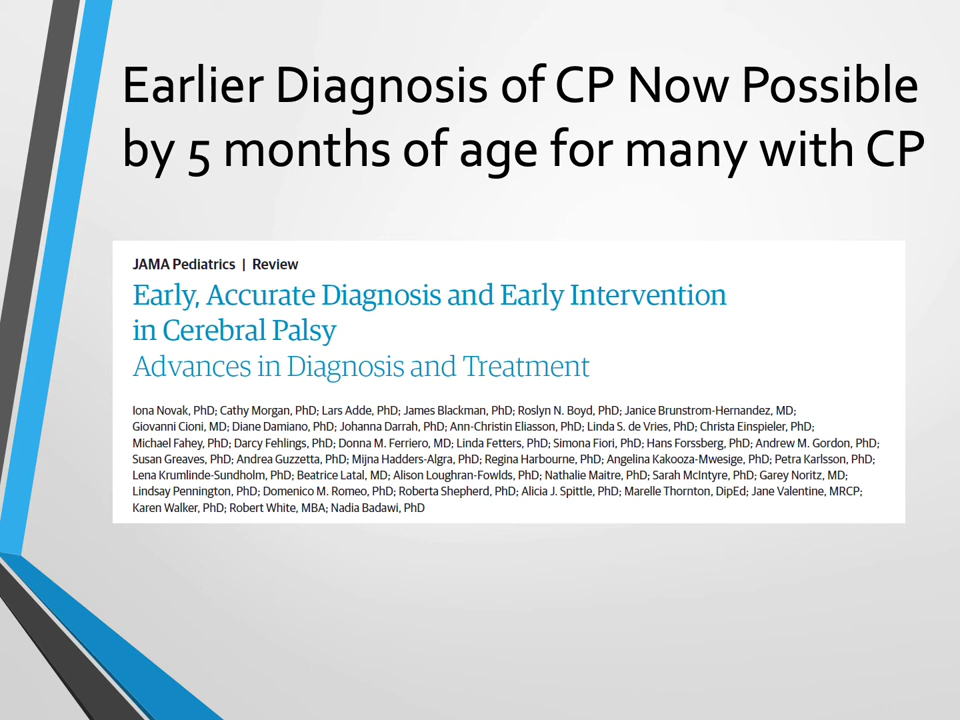 Earlier Diagnosis of CP Now Possible
by 5 months of age for many with CP
JAMA Pediatrics | Review
Early, Accurate Diagnosis and Early Intervention
in Cerebral Palsy
Advances in Diagnosis and Treatment
Iona Novak, PhD; Cathy Morgan, PhD; Lars Adde, PhD; James Blackman, PhD; Roslyn N. Boyd, PhD; Janice Brunstrom-Hernandez, MD;
Giovanni Cioni, MD; Diane Damiano, PhD; Johanna Darrah, PhD; Ann-Christin Eliasson, PhD; Linda S. de Vries, PhD; Christa Einspieler, PhD;
Michael Fahey, PhD; Darcy Fehlings, PhD; Donna M. Ferriero, MD; Linda Fetters, PhD; Simona Fiori, PhD; Hans Forssberg, PhD; Andrew M. Gordon, PhD;
Susan Greaves, PhD; Andrea Guzzetta, PhD; Mijna Hadders-Algra, PhD; Regina Harbourne, PhD; Angelina Kakooza-Mwesige, PhD; Petra Karlsson, PhD;
Lena Krumlinde-Sundholm, PhD; Beatrice Latal, MD; Alison Loughran-Fowlds, PhD; Nathalie Maitre, PhD; Sarah McIntyre, PhD; Garey Noritz, MD;
Lindsay Pennington, PhD; Domenico M. Romeo, PhD; Roberta Shepherd, PhD; Alicia J. Spittle, PhD; Marelle Thornton, DipEd; Jane Valentine, MRCP;
Karen Walker, PhD; Robert White, MBA; Nadia Badawi, PhD